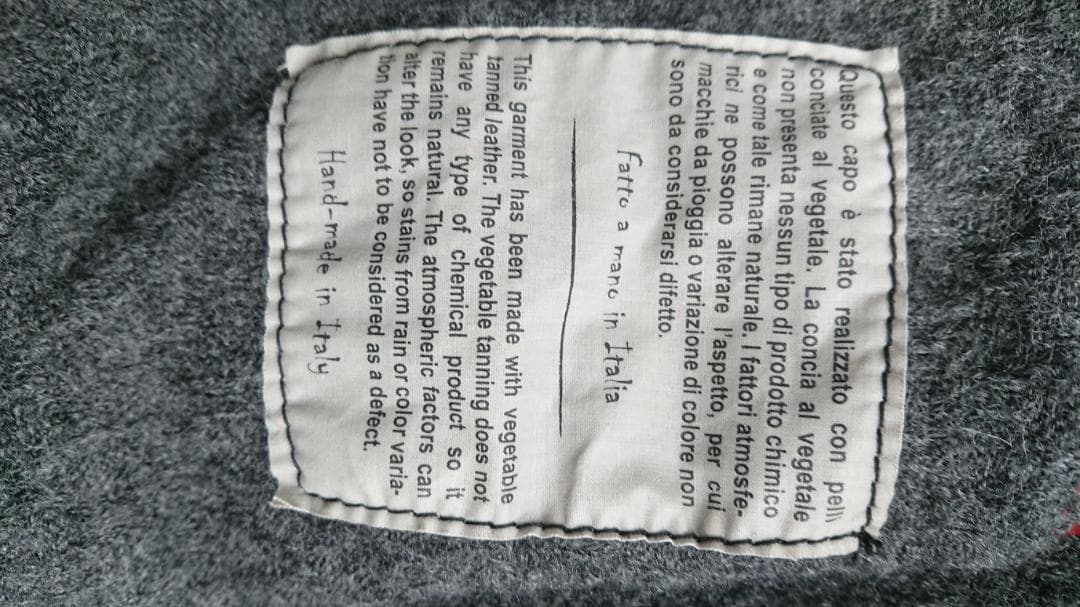 Questo capo è stato realizzato con pelli
conciate al vegetale. La concia al vegetale
non presenta nessun tipo di prodotto chimico
e come tale rimane naturale. I fattori atmosfe-
rici ne possono alterare l'aspetto, per cui
macchie da pioggia o variazione di colore non
sono da considerarsi difetto.
fatto a mano in Italia
This garment has been made with vegetable
tanned leather. The vegetable tanning does not
have any type of chemical product so it
remains natural. The atmospheric factors can
alter the look, so stains from rain or color varia-
tion have not to be considered as a defect.
Hand-made in Italy